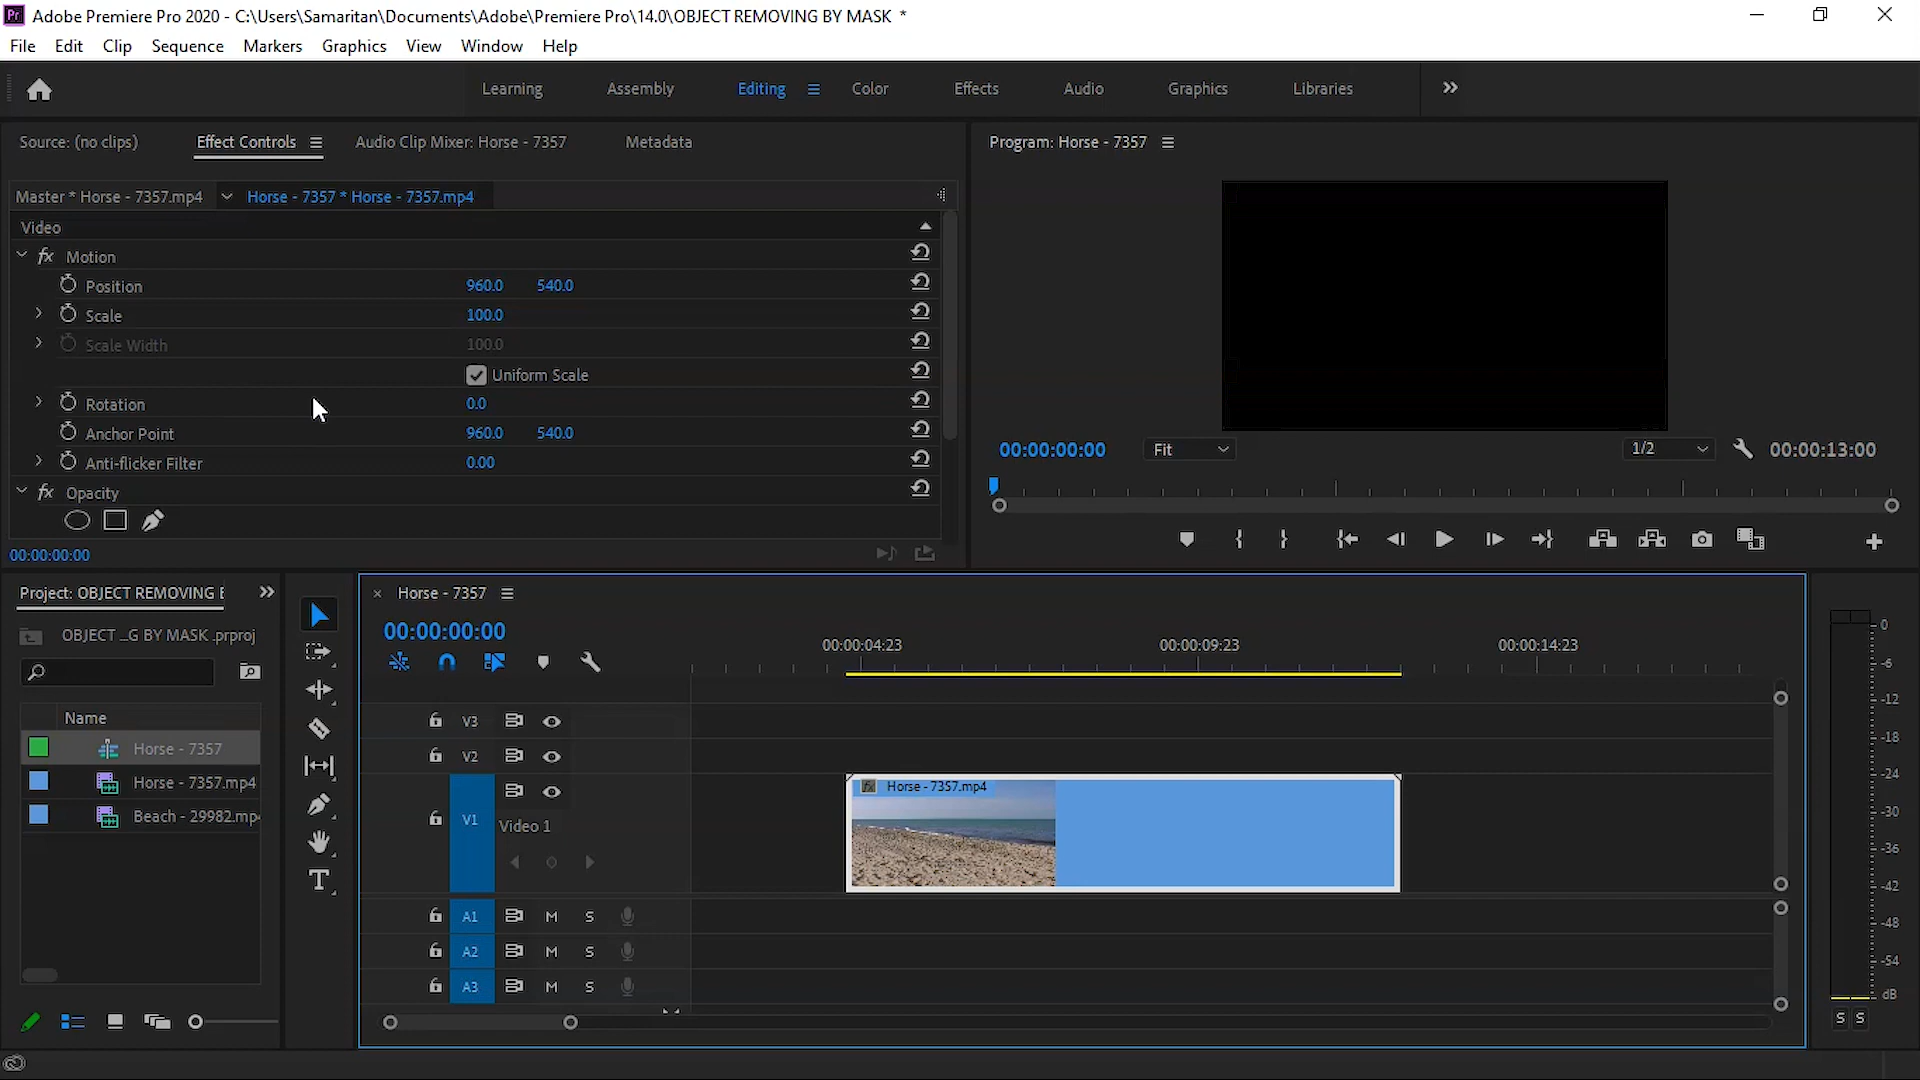 Pr Adobe Premiere Pro 2020 - C:\Users\Samaritan\Documents\Adobe\Premiere Pro\14.0\OBJECT REMOVING BY MASK *
File Edit Clip Sequence Markers Graphics View Window Help
Learning Assembly Editing Color Effects Audio Graphics Libraries
Source: (no clips) Effect Controls Audio Clip Mixer: Horse - 7357 Metadata
Program: Horse - 7357
Master * Horse - 7357.mp4 Horse - 7357 * Horse - 7357.mp4
Video
fx Motion
Position 960.0 540.0
Scale 100.0
Scale Width 100.0
Uniform Scale
Rotation 0.0
Anchor Point 960.0 540.0
Anti-flicker Filter 0.00
fx Opacity
00:00:00:00
00:00:00:00 Fit 1/2 00:00:13:00
Project: OBJECT REMOVING
OBJECT _G BY MASK .prproj
Name
Horse - 7357
Horse - 7357.mp4
Beach - 29982.mp
Horse - 7357
00:00:00:00
00:00:04:23 00:00:09:23 00:00:14:23
V3
V2
V1
Video 1
fx Horse - 7357.mp4
A1 M S
A2 M S
A3 M S
0
-6
-12
-18
-24
-30
-36
-42
-48
-54
dB
S S